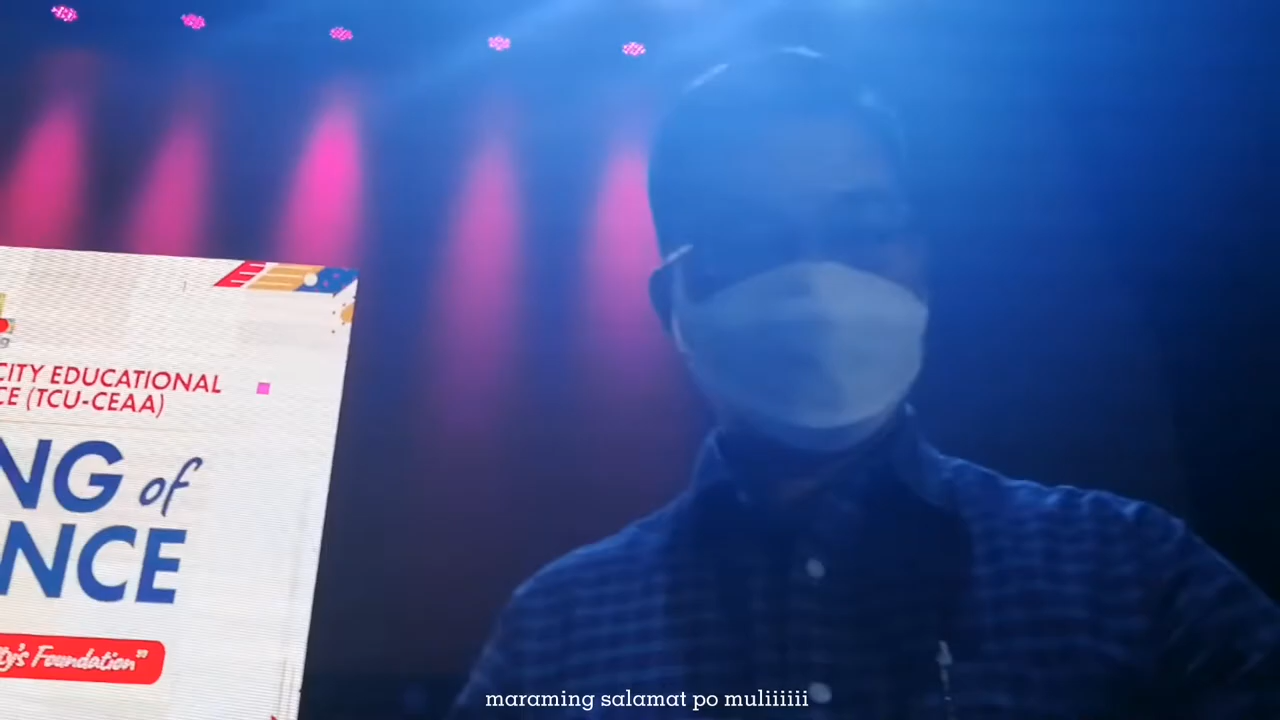 CITY EDUCATIONAL
CE (TCU-CEAA)
NG of
NCE
ty's Foundation"
maraming salamat po muliiiiii